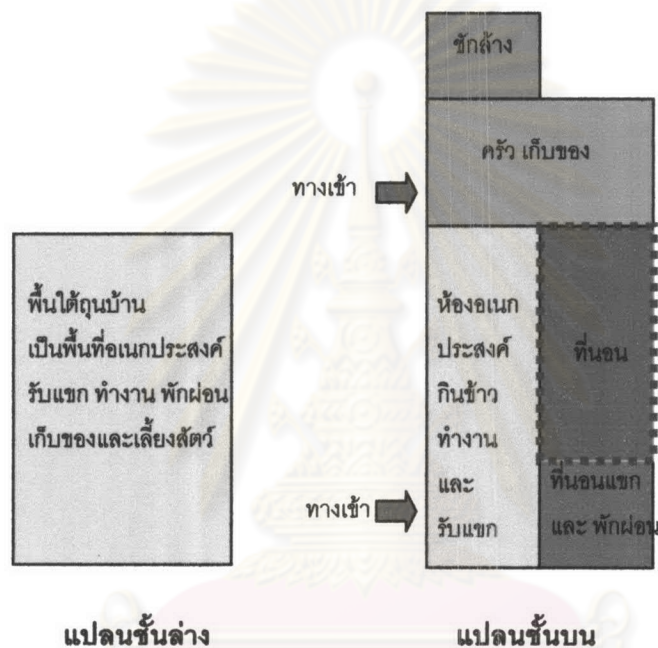 ซักล้าง
ครัว เก็บของ
ทางเข้า
พื้นใต้ถุนบ้าน
เป็นพื้นที่อเนกประสงค์
รับแขก ทำงาน พักผ่อน
เก็บของและเลี้ยงสัตว์
ห้องอเนก
ประสงค์
กินข้าว
ทำงาน
และ
รับแขก
ที่นอน
ทางเข้า
ที่นอนแขก
และ พักผ่อน
แปลนชั้นล่าง
แปลนชั้นบน